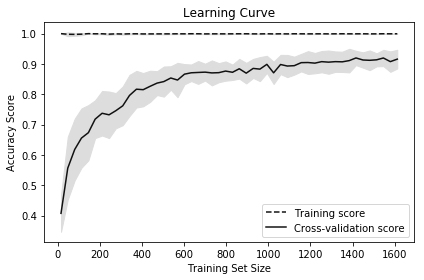 Learning Curve
1.0
0.9
0.8
0.7
0.6
0.5
0.4
Accuracy Score
0 200 400 600 800 1000 1200 1400 1600
Training Set Size
Training score
Cross-validation score